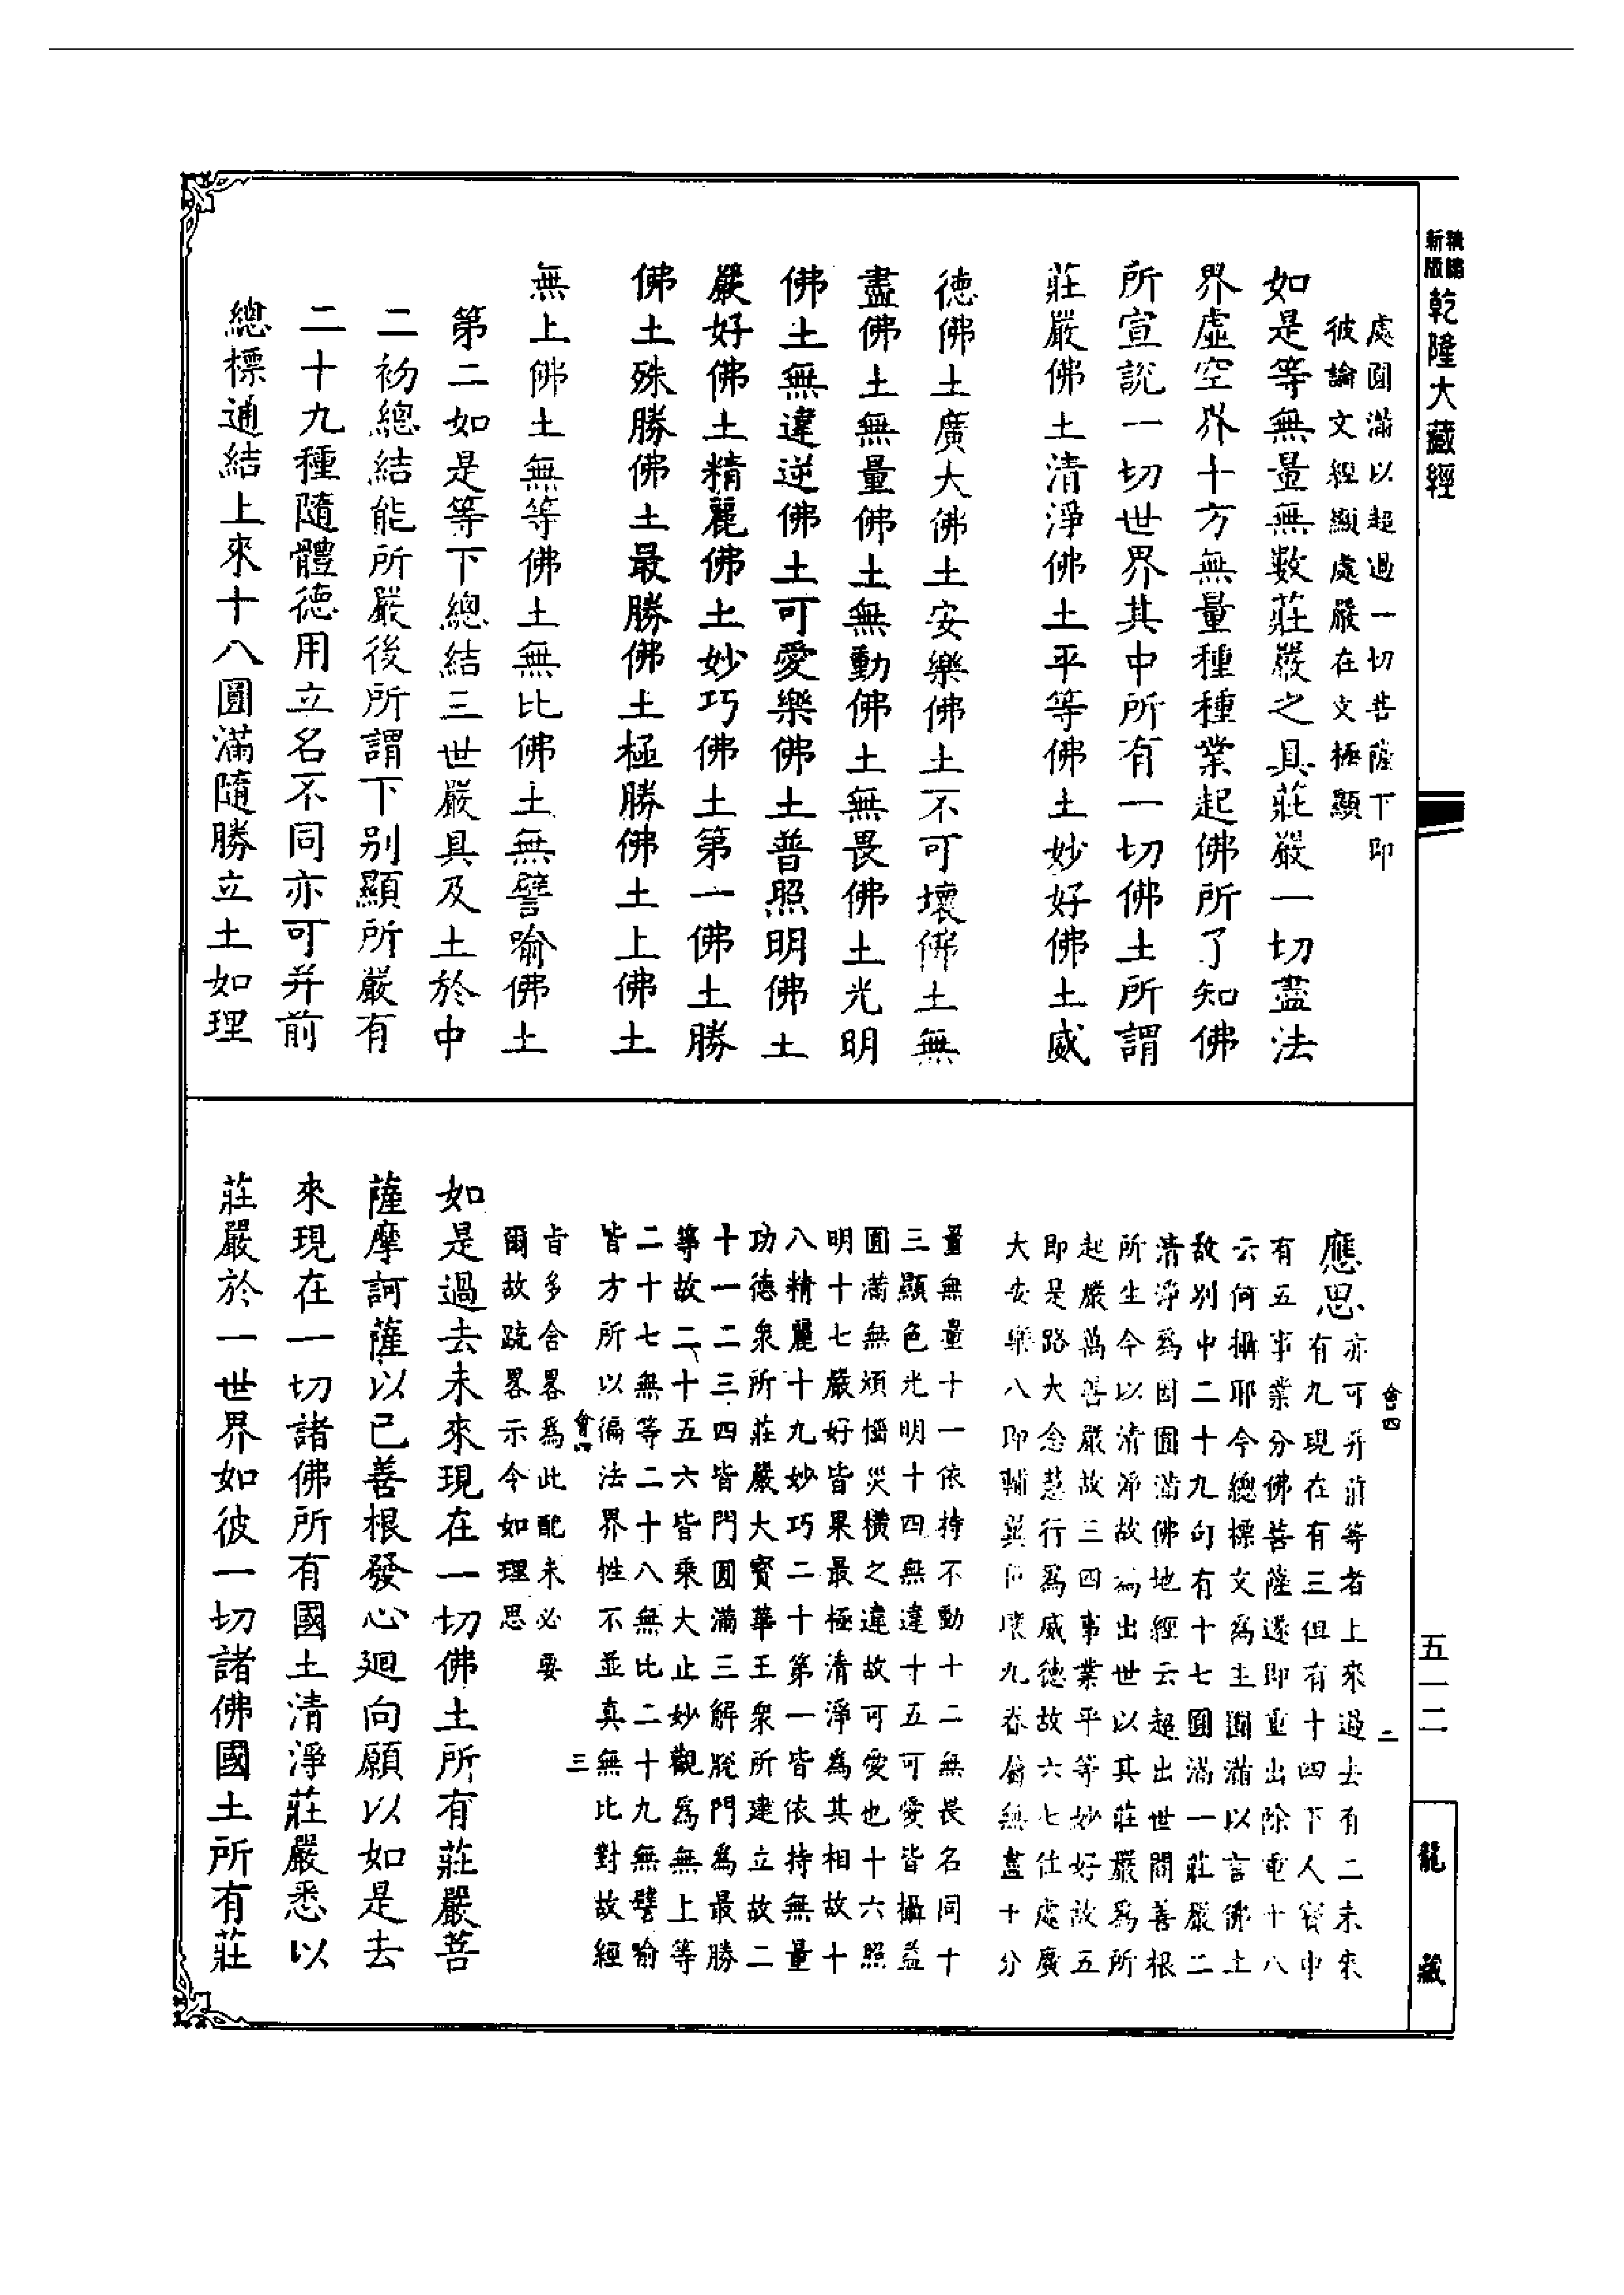 精編
新版
乾隆大藏經
處圓滿以超過一切菩薩下即
彼論文經顯處嚴在文極顯
如是等無量無數莊嚴之具莊嚴一切盡法
界虛空界十方無量種種業起佛所了知佛
所宣說一切世界其中所有一切佛土所謂
莊嚴佛土清淨佛土平等佛土妙好佛土威
德佛土廣大佛土安樂佛土不可壞佛土無
盡佛土無量佛土無動佛土無畏佛土光明
佛土無違逆佛土可愛樂佛土普照明佛土
嚴好佛土精麗佛土妙巧佛土第一佛土勝
佛土殊勝佛土最勝佛土極勝佛土上佛土
無上佛土無等佛土無比佛土無譬喻佛土
第二如是等下總結三世嚴具及土於中
二初總結能所嚴後所謂下別顯所嚴有
二十九種隨體德用立名不同亦可并前
總標通結上來十八圓滿隨勝立土如理
會四
二
應思
亦可并前等者上來過去有二未來
有九現在有三但有十四下人寶中
有五事業分佛菩薩遂即重出除重十八
云何攝耶今總標文為主圓滿以言佛土
故別中二十九句有十七圓滿一莊嚴二
清淨為因圓滿佛地經云超出世間善根
所生今以清淨故為出世以其莊嚴為所
起嚴萬善嚴故三四事業平等妙好故五
即是路大念慧行為威德故六七住處廣
大安樂八即輔翼不壞九眷屬無盡十分
量無量十一依持不動十二無畏名同十
三顯色光明十四無違十五可愛皆攝益
圓滿無煩惱災橫之違故可愛也十六照
明十七嚴好皆果最極清淨為其相故十
八精麗十九妙巧二十第一皆依持無量
功德眾所莊嚴大寶華王眾所建立故二
十一二三四皆門圓滿三解脫門為最勝
等故二十五六皆乘大止妙觀為無上等
二十七無等二十八無比二十九無譬喻
皆方所以徧法界性不並真無比對故經
會四
三
旨多含畧為此配未必要
爾故疏畧示今如理思
如是過去未來現在一切佛土所有莊嚴菩
薩摩訶薩以已善根發心迴向願以如是去
來現在一切諸佛所有國土清淨莊嚴悉以
莊嚴於一世界如彼一切諸佛國土所有莊
五一二
龍藏